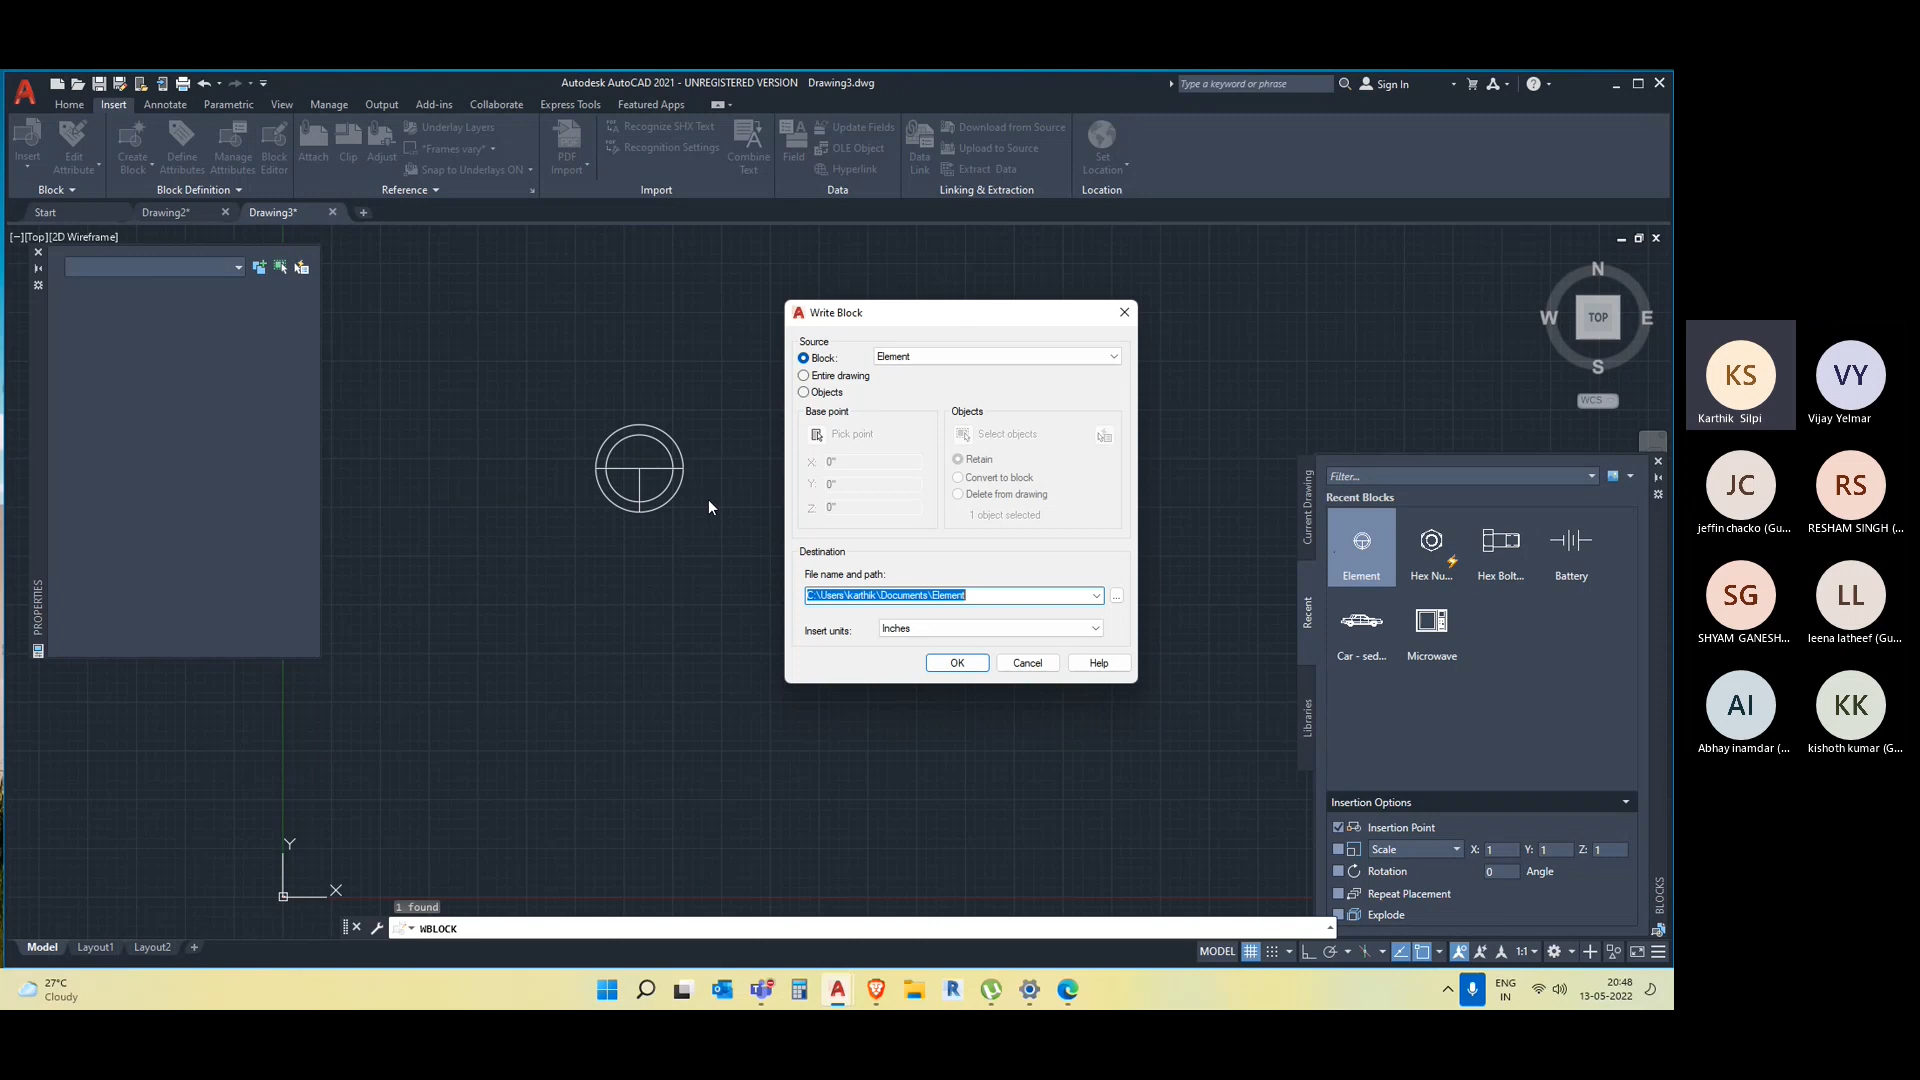 Autodesk AutoCAD 2021 - UNREGISTERED VERSION Drawing3.dwg
Type a keyword or phrase
Sign In
Home Insert Annotate Parametric View Manage Output Add-ins Collaborate Express Tools Featured Apps
Insert
Edit Attribute
Create Block
Define Attributes
Manage Attributes
Block Editor
Attach
Clip
Adjust
Underlay Layers
*Frames vary*
Snap to Underlays ON
PDF Import
Recognize SHX Text
Recognition Settings
Combine Text
Field
Update Fields
OLE Object
Hyperlink
Data Link
Download from Source
Upload to Source
Extract Data
Set Location
Block
Block Definition
Reference
Import
Data
Linking & Extraction
Location
Start
Drawing2*
Drawing3*
[−][Top][2D Wireframe]
PROPERTIES
Write Block
Source
Block: Element
Entire drawing
Objects
Base point
Pick point
X: 0"
Y: 0"
Z: 0"
Objects
Select objects
Retain
Convert to block
Delete from drawing
1 object selected
Destination
File name and path:
C:\Users\karthik\Documents\Element
...
Insert units: Inches
OK Cancel Help
N
W TOP E
S
WCS
Current Drawing
Recent
Libraries
Filter...
Recent Blocks
Element
Hex Nu...
Hex Bolt...
Battery
Car - sed...
Microwave
Insertion Options
Insertion Point
Scale X: 1 Y: 1 Z: 1
Rotation 0 Angle
Repeat Placement
Explode
BLOCKS
Y
X
1 found
WBLOCK
Model Layout1 Layout2
MODEL
1:1
27°C
Cloudy
ENG
IN
20:48
13-05-2022
KS
Karthik Silpi
VY
Vijay Yelmar
JC
jeffin chacko (Gu...
RS
RESHAM SINGH (...
SG
SHYAM GANESH...
LL
leena latheef (Gu...
AI
Abhay inamdar (...
KK
kishoth kumar (G...